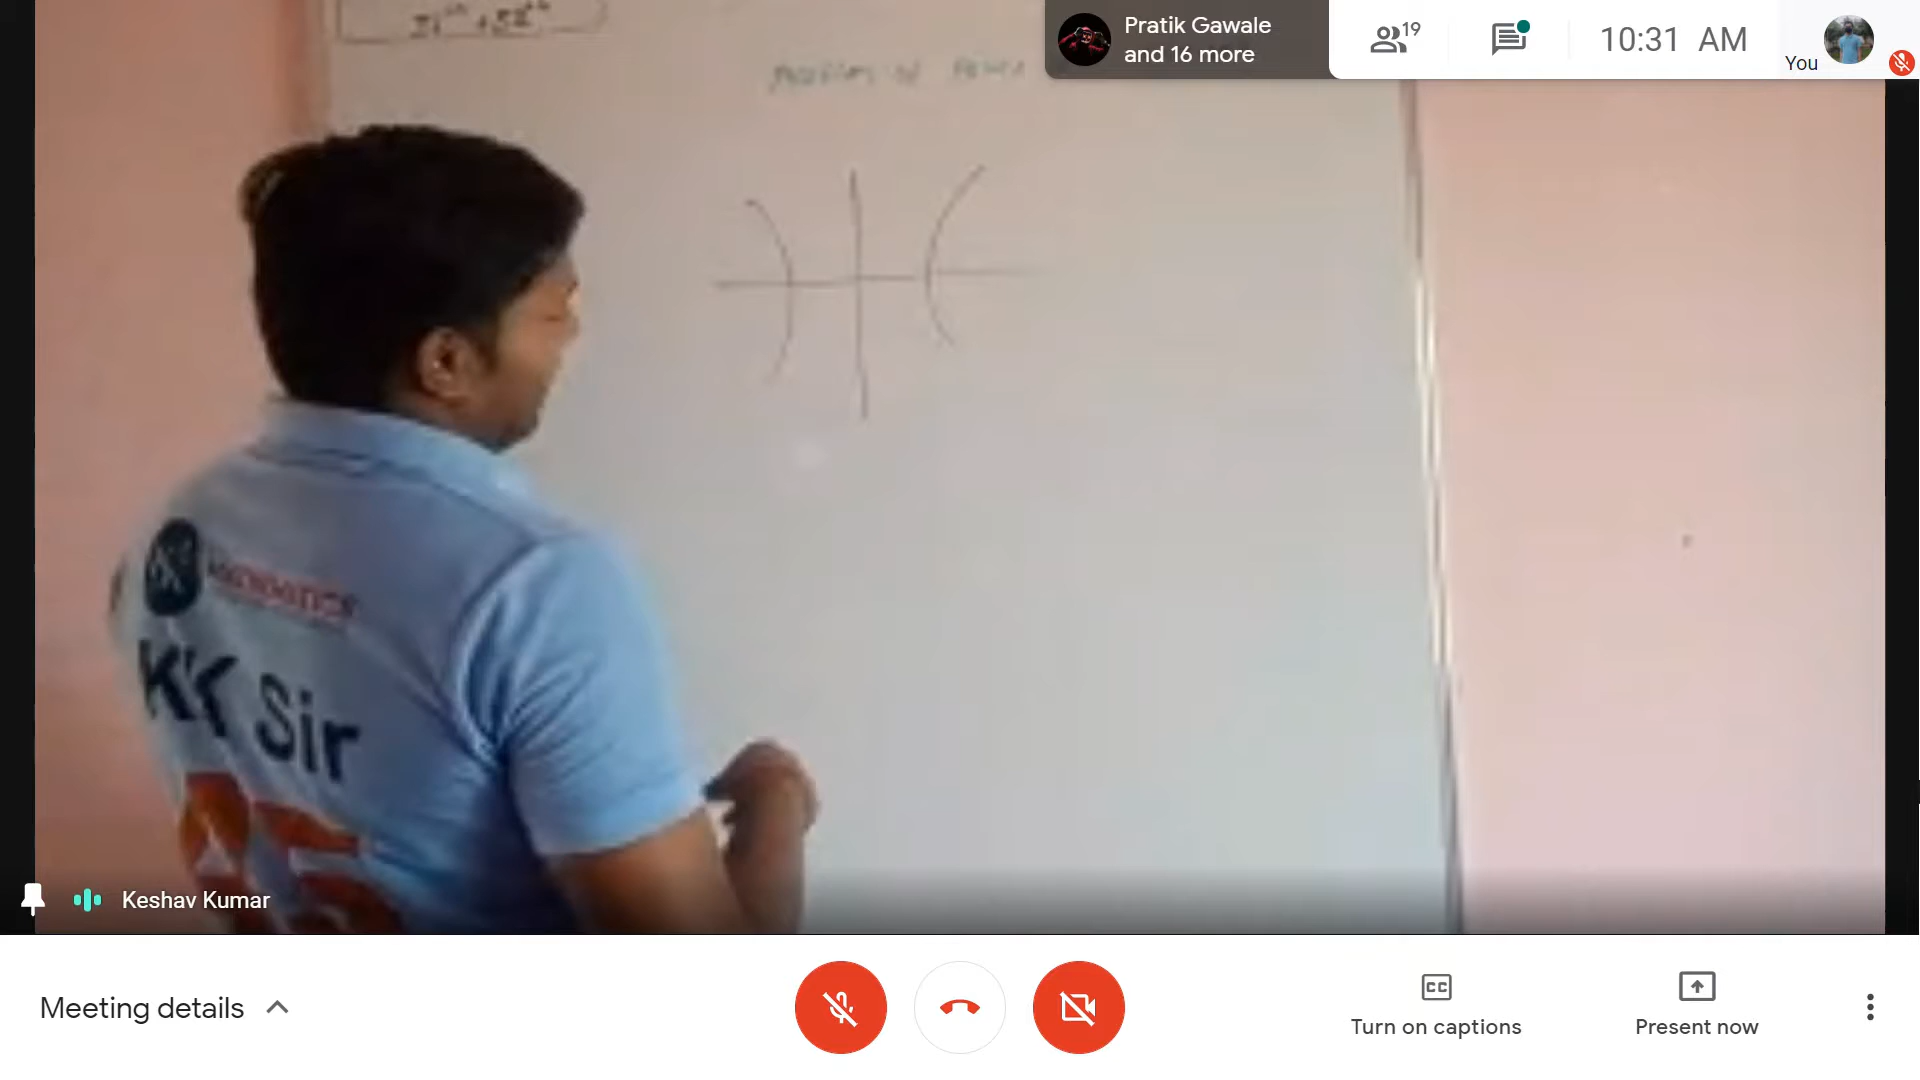 Pratik Gawale
and 16 more
19
10:31 AM
You
KK Sir
Keshav Kumar
Meeting details
CC
Turn on captions
Present now